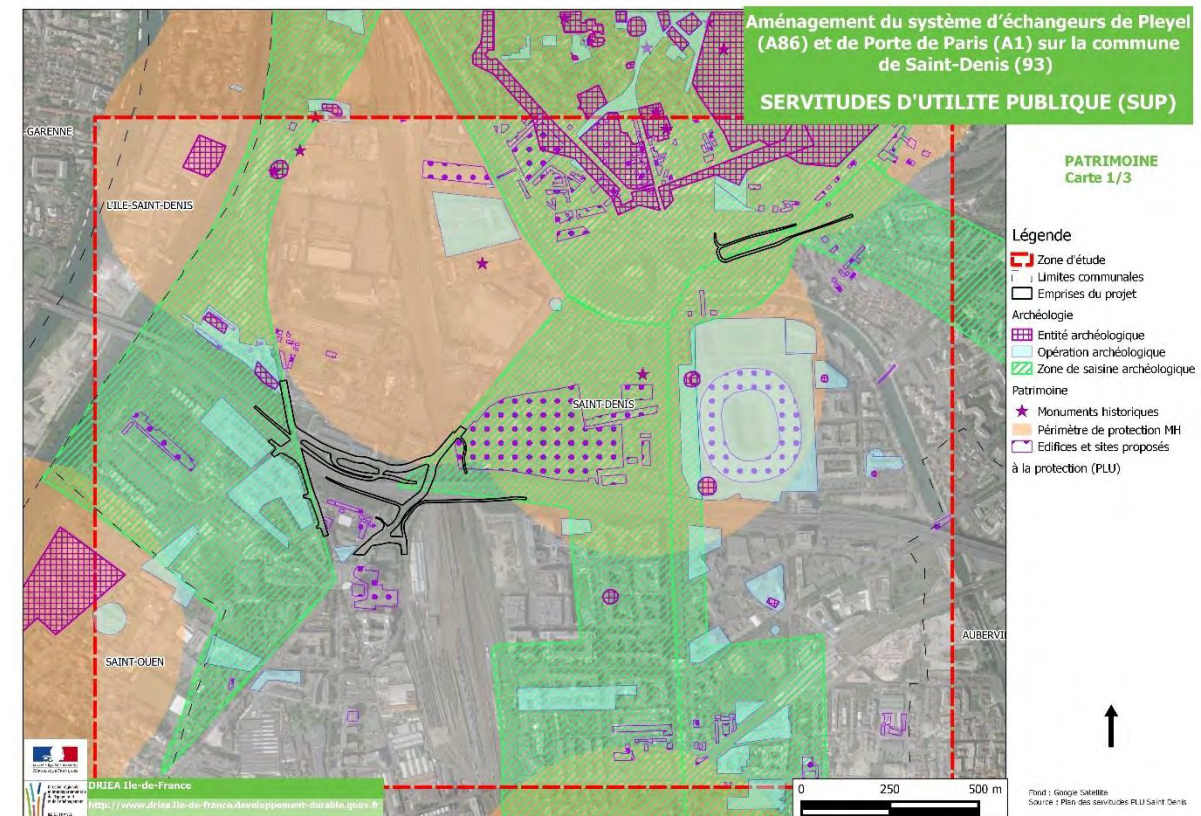 Aménagement du système d'échangeurs de Pleyel
(A86) et de Porte de Paris (A1) sur la commune
de Saint-Denis (93)
SERVITUDES D'UTILITE PUBLIQUE (SUP)
PATRIMOINE
Carte 1/3
Légende
Zone d'étude
Limites communales
Emprises du projet
Archéologie
Entité archéologique
Opération archéologique
Zone de saisine archéologique
Patrimoine
Monuments historiques
Périmètre de protection MH
Edifices et sites proposés
à la protection (PLU)
-GARENNE
L'ILE-SAINT-DENIS
SAINT-DENIS
SAINT-OUEN
AUBERVI
DRIEA Ile-de-France
http://www.driea.ile-de-france.developpement-durable.gouv.fr
0 250 500 m
Fond : Google Satellite
Source : Plan des servitudes PLU Saint Denis